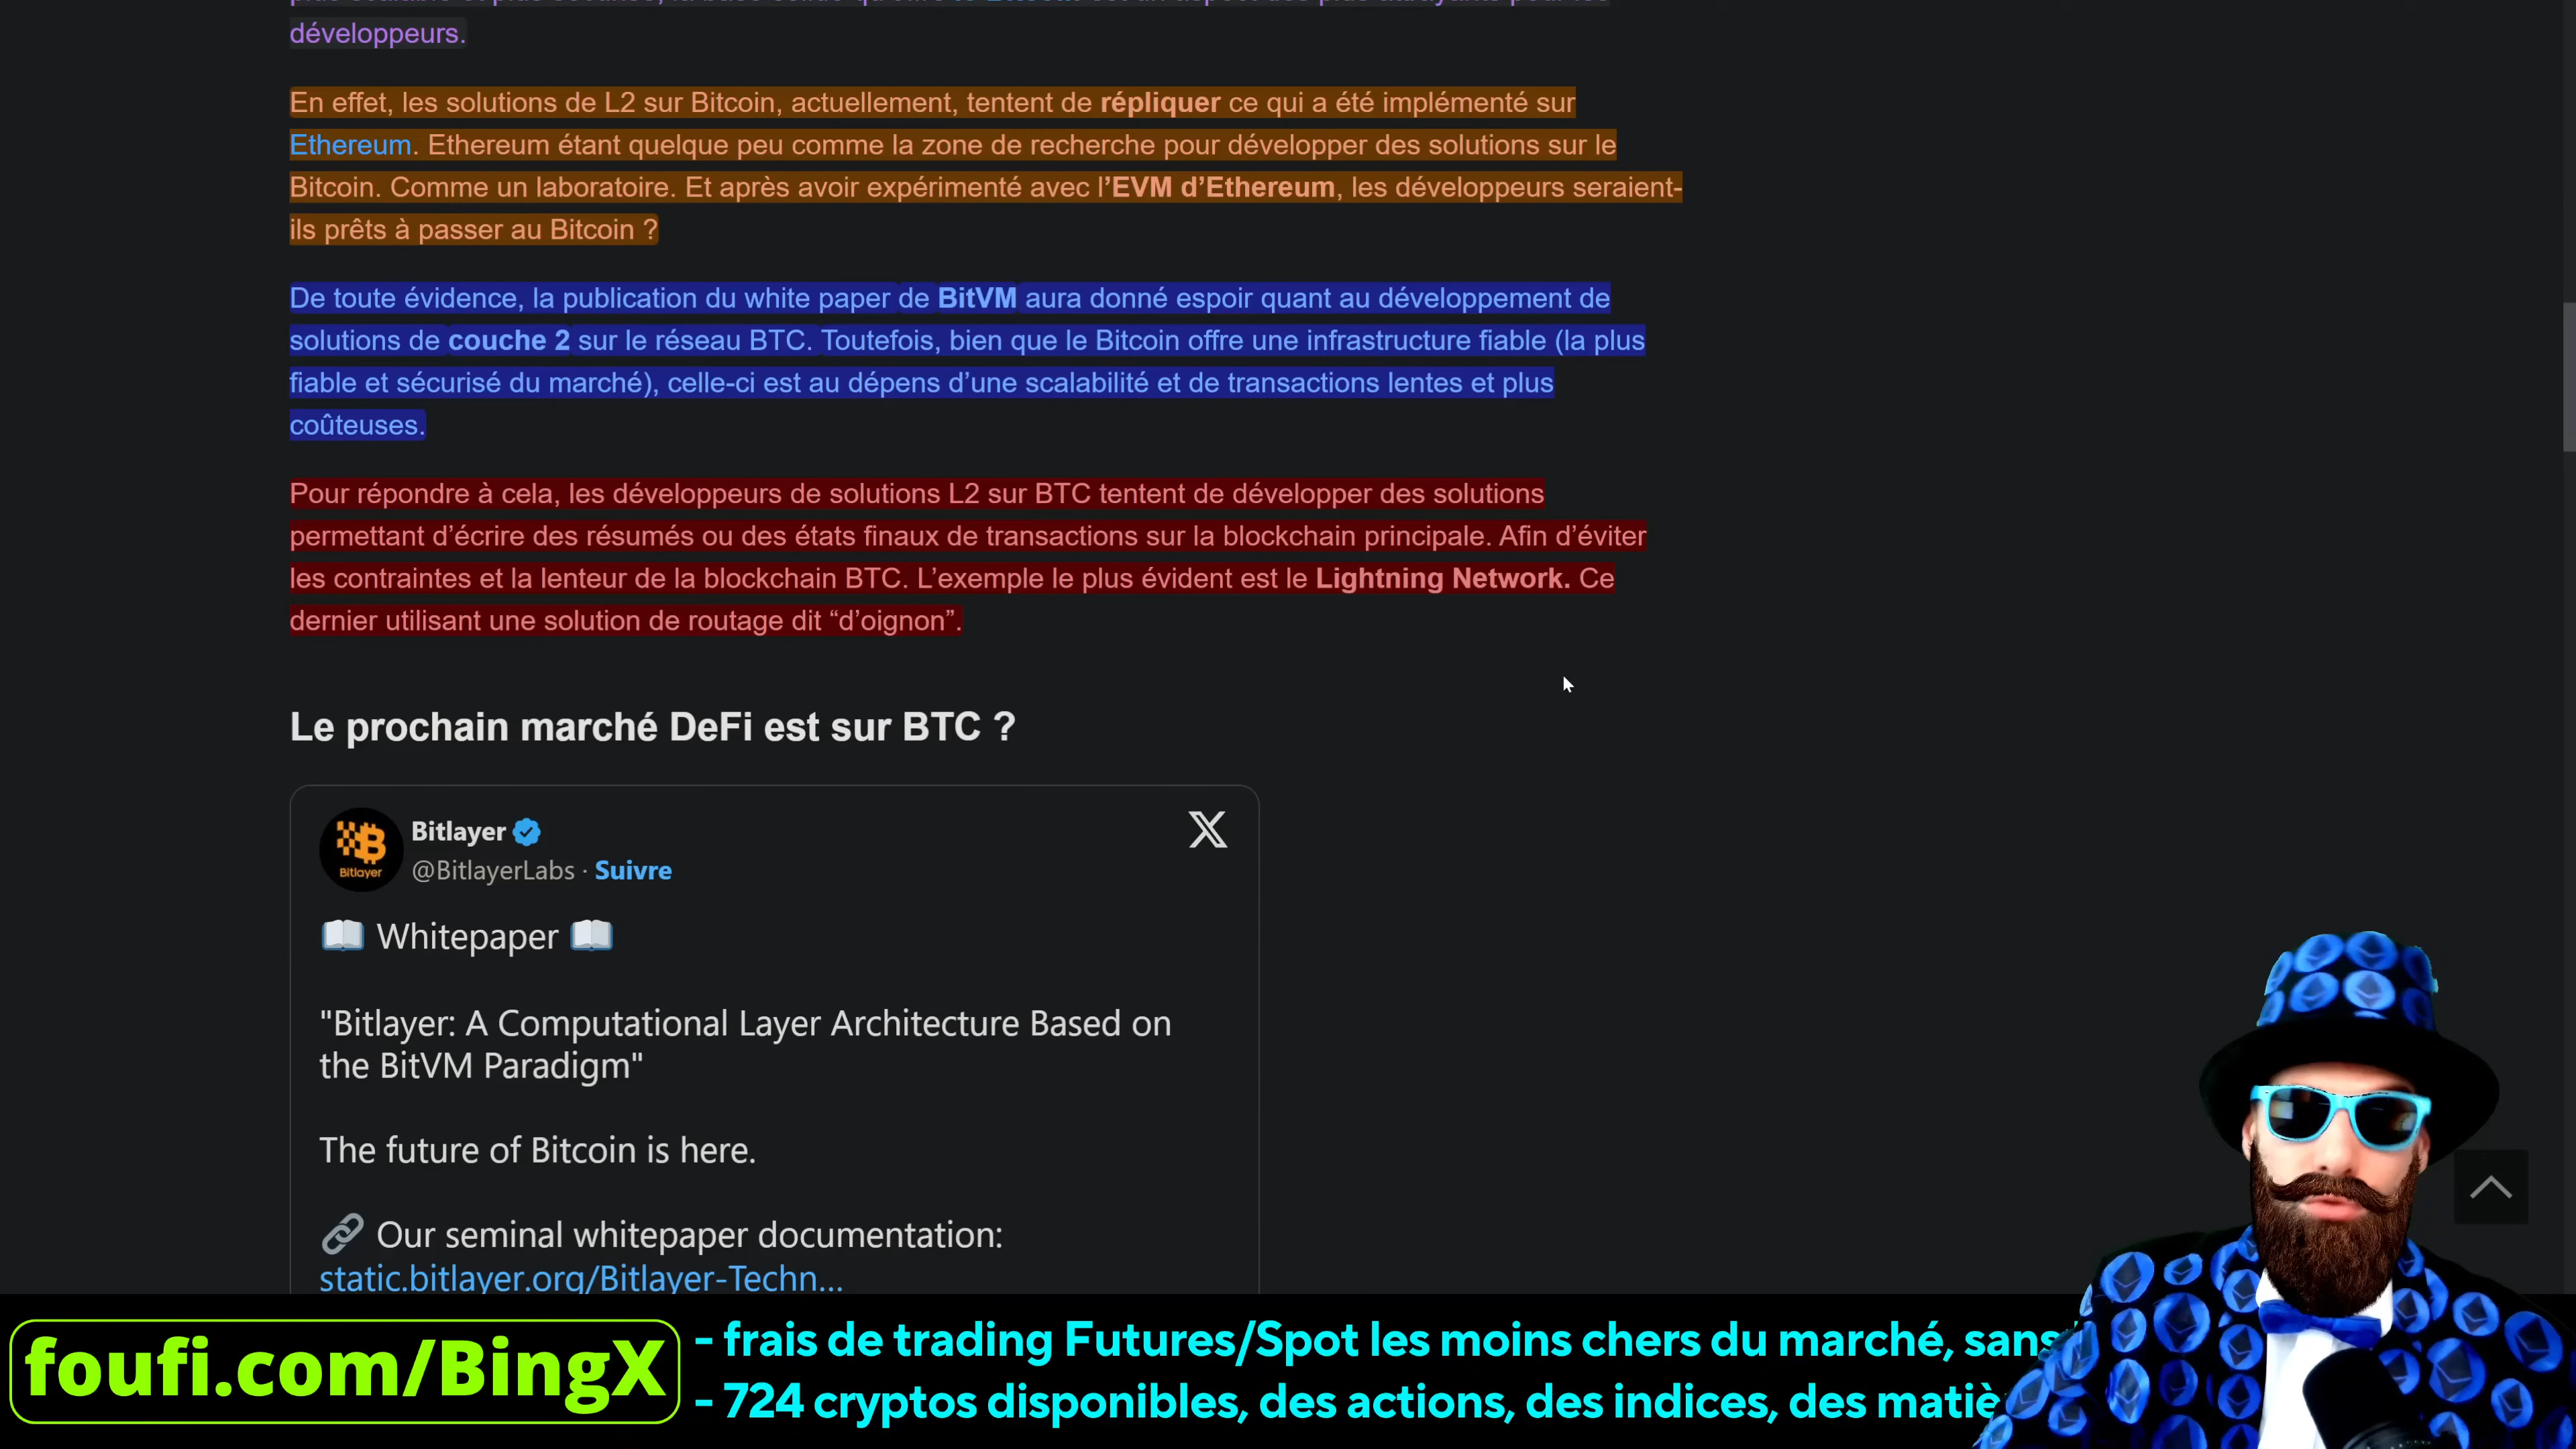 développeurs.
En effet, les solutions de L2 sur Bitcoin, actuellement, tentent de répliquer ce qui a été implémenté sur
Ethereum. Ethereum étant quelque peu comme la zone de recherche pour développer des solutions sur le
Bitcoin. Comme un laboratoire. Et après avoir expérimenté avec l’EVM d’Ethereum, les développeurs seraient-
ils prêts à passer au Bitcoin ?
De toute évidence, la publication du white paper de BitVM aura donné espoir quant au développement de
solutions de couche 2 sur le réseau BTC. Toutefois, bien que le Bitcoin offre une infrastructure fiable (la plus
fiable et sécurisé du marché), celle-ci est au dépens d’une scalabilité et de transactions lentes et plus
coûteuses.
Pour répondre à cela, les développeurs de solutions L2 sur BTC tentent de développer des solutions
permettant d’écrire des résumés ou des états finaux de transactions sur la blockchain principale. Afin d’éviter
les contraintes et la lenteur de la blockchain BTC. L’exemple le plus évident est le Lightning Network. Ce
dernier utilisant une solution de routage dit “d’oignon”.
Le prochain marché DeFi est sur BTC ?
Bitlayer
Bitlayer
@BitlayerLabs · Suivre
📖 Whitepaper 📖
"Bitlayer: A Computational Layer Architecture Based on
the BitVM Paradigm"
The future of Bitcoin is here.
🔗 Our seminal whitepaper documentation:
static.bitlayer.org/Bitlayer-Techn...
foufi.com/BingX
- frais de trading Futures/Spot les moins chers du marché, sans
- 724 cryptos disponibles, des actions, des indices, des matiè